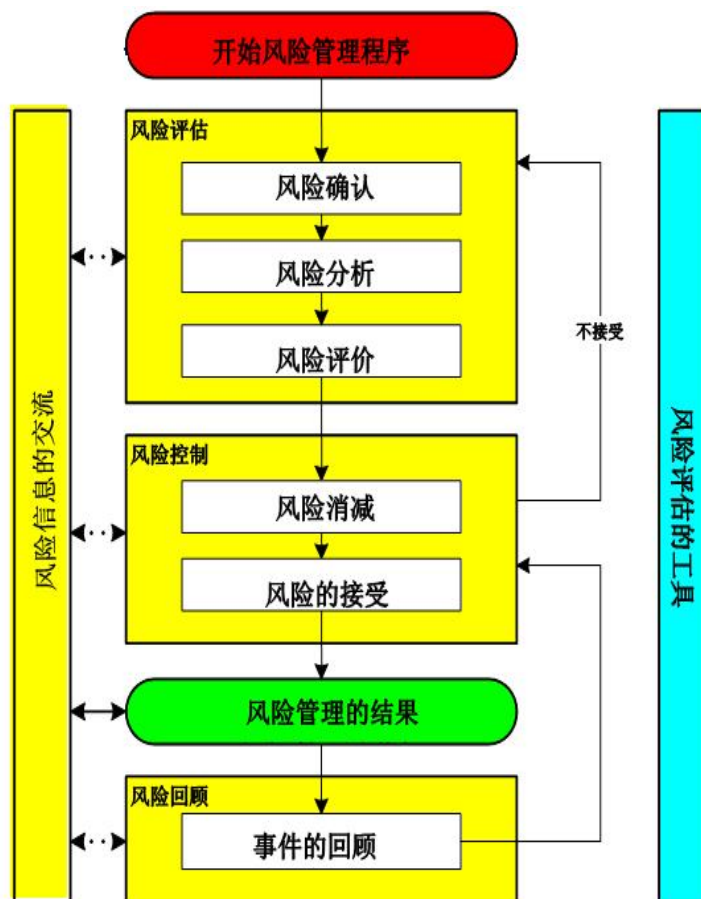 开始风险管理程序
风险评估
风险确认
风险分析
风险评价
不接受
风险控制
风险消减
风险的接受
风险管理的结果
风险回顾
事件的回顾
风险信息的交流
风险评估的工具